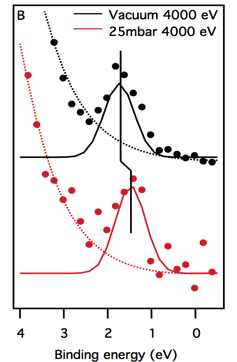 B
Vacuum 4000 eV
25mbar 4000 eV
4 3 2 1 0
Binding energy (eV)